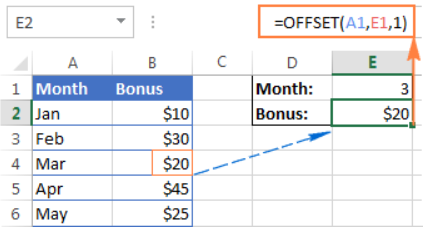 E2 =OFFSET(A1,E1,1)
A B C D E
1 Month Bonus Month: 3
2 Jan $10 Bonus: $20
3 Feb $30
4 Mar $20
5 Apr $45
6 May $25